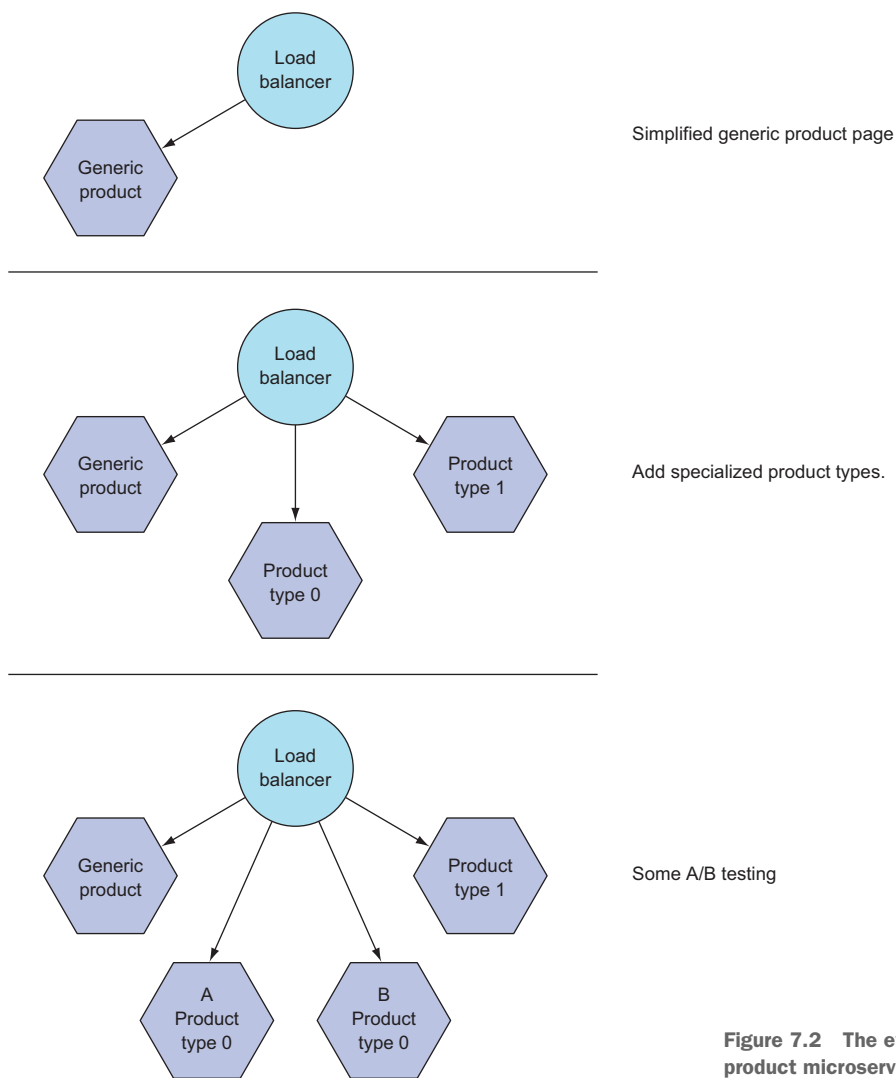 Load
balancer
Generic
product
Simplified generic product page
Load
balancer
Generic
product
Product
type 1
Product
type 0
Add specialized product types.
Load
balancer
Generic
product
Product
type 1
A
Product
type 0
B
Product
type 0
Some A/B testing
Figure 7.2 The
product